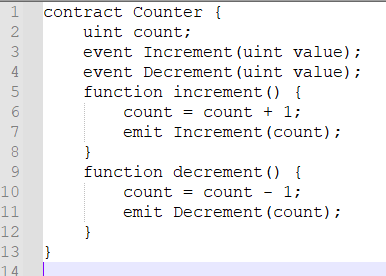 1 contract Counter {
2     uint count;
3     event Increment(uint value);
4     event Decrement(uint value);
5     function increment() {
6         count = count + 1;
7         emit Increment(count);
8     }
9     function decrement() {
10         count = count - 1;
11         emit Decrement(count);
12     }
13 }
14